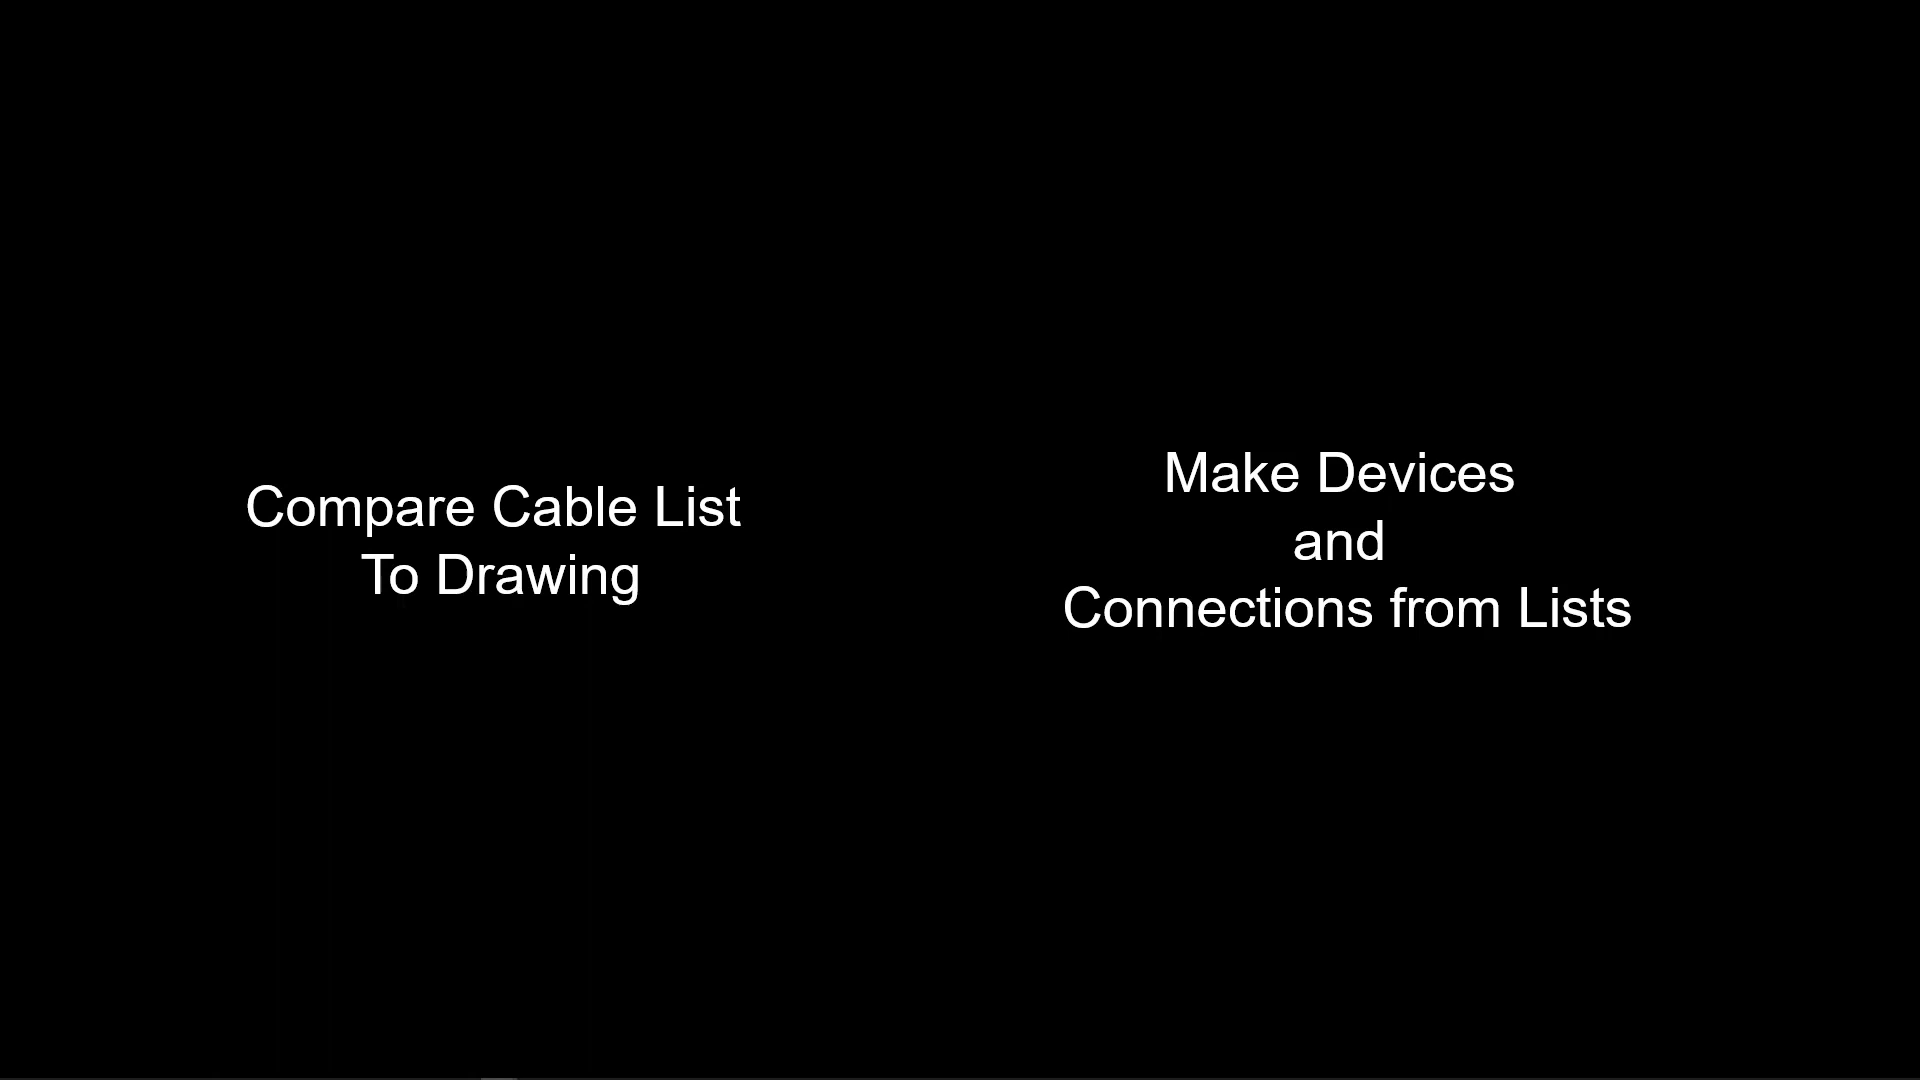 Compare Cable List
To Drawing
Make Devices
and
Connections from Lists